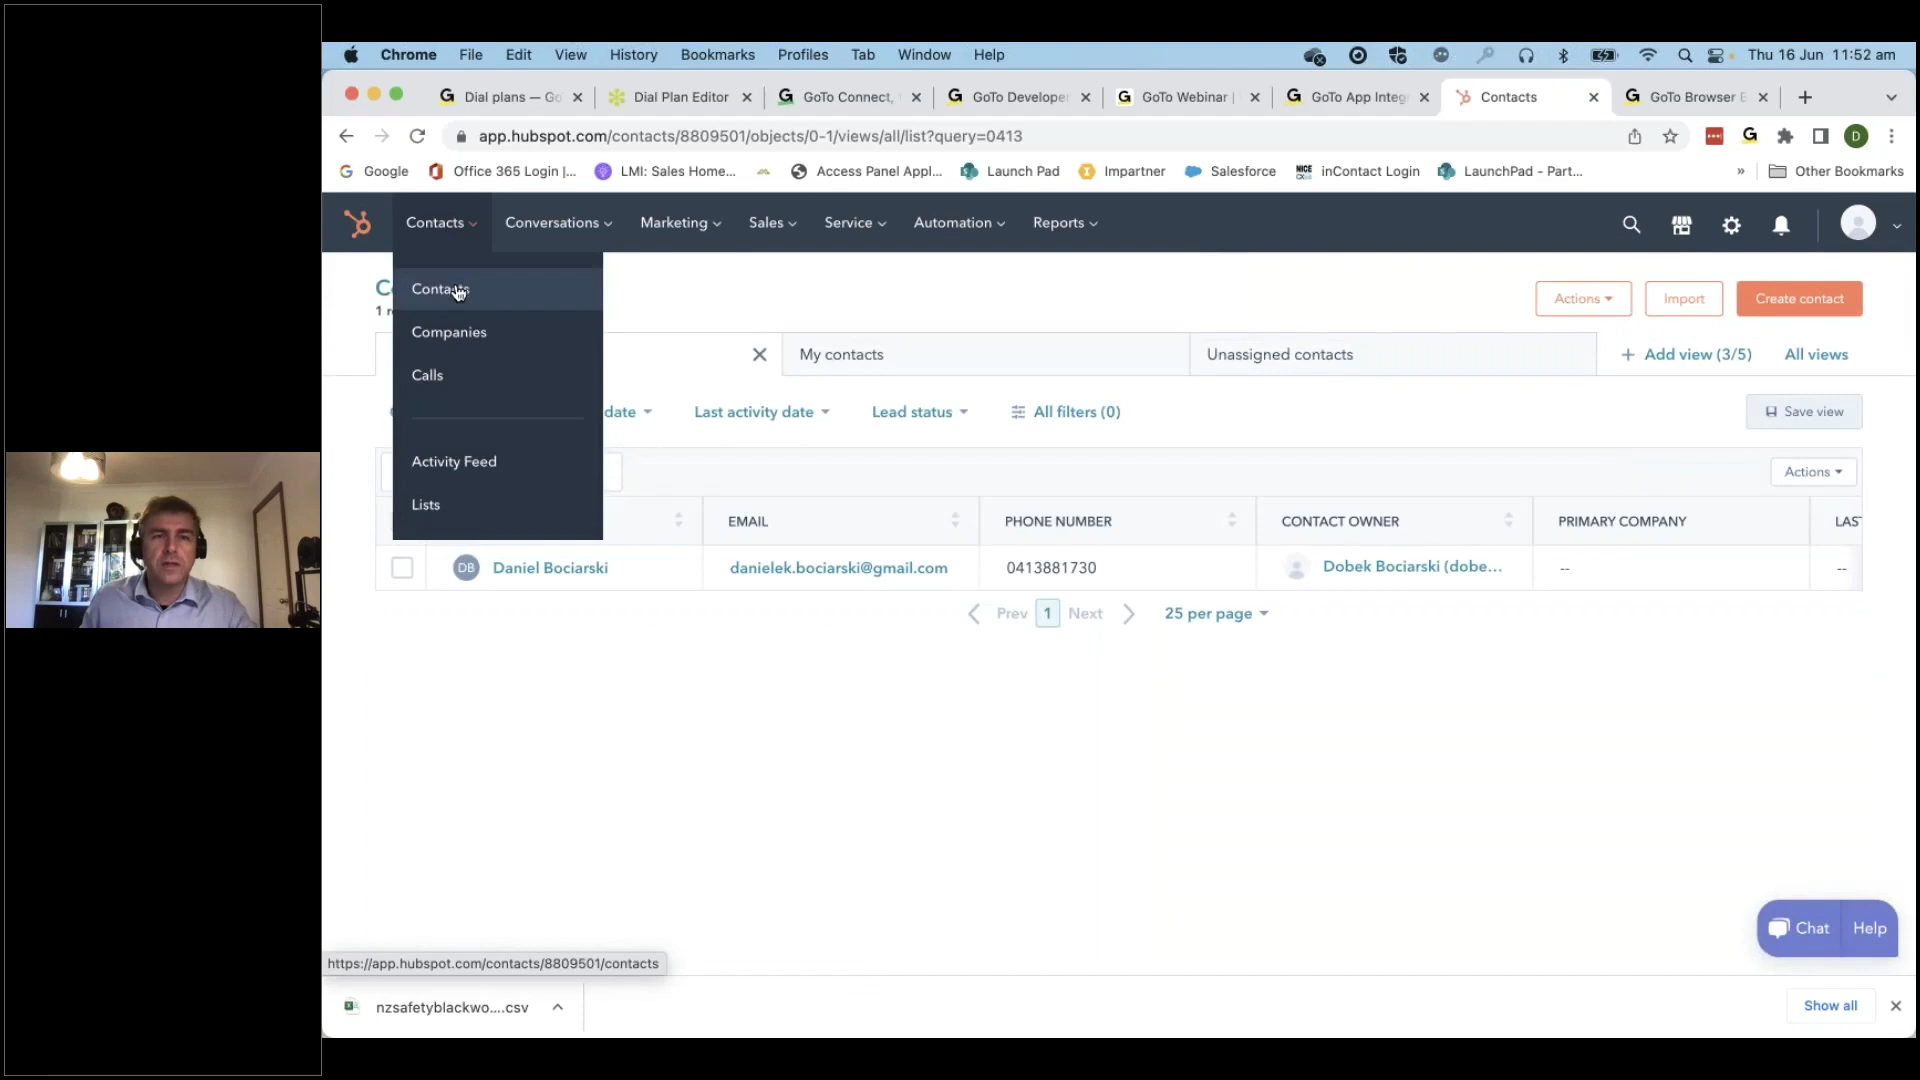 Chrome File Edit View History Bookmarks Profiles Tab Window Help Thu 16 Jun 11:52 am
Dial plans — Go Dial Plan Editor GoTo Connect, GoTo Developer GoTo Webinar | GoTo App Integ Contacts GoTo Browser E
app.hubspot.com/contacts/8809501/objects/0-1/views/all/list?query=0413
Google Office 365 Login |... LMI: Sales Home... Access Panel Appl... Launch Pad Impartner Salesforce NICE inContact Login LaunchPad - Part... » Other Bookmarks
Contacts Conversations Marketing Sales Service Automation Reports
Contacts
Companies
Calls
Activity Feed
Lists
Actions Import Create contact
My contacts Unassigned contacts + Add view (3/5) All views
date Last activity date Lead status All filters (0) Save view
Actions
EMAIL PHONE NUMBER CONTACT OWNER PRIMARY COMPANY LAST
DB Daniel Bociarski danielek.bociarski@gmail.com 0413881730 Dobek Bociarski (dobe... -- --
Prev 1 Next 25 per page
Chat Help
https://app.hubspot.com/contacts/8809501/contacts
nzsafetyblackwo....csv Show all